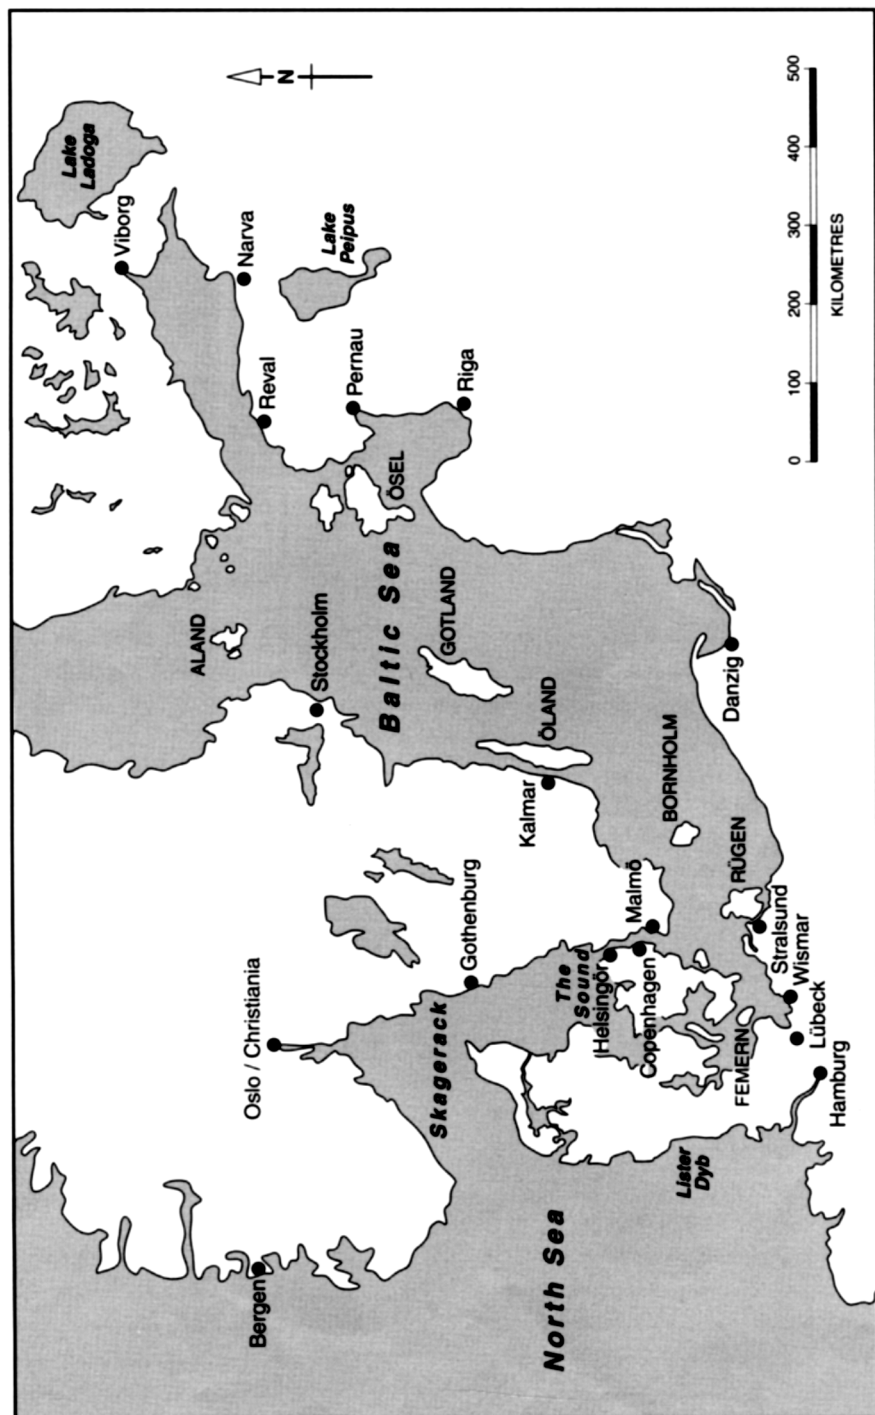 Lake
Ladoga
Viborg
ALAND
Narva
Oslo / Christiania
Bergen
Reval
N
Stockholm
Lake
Peipus
Pernau
Baltic Sea
ÖSEL
Skagerack
GOTLAND
Riga
Gothenburg
Kalmar
ÖLAND
North Sea
The
Sound
Helsingör
Malmö
Copenhagen
BORNHOLM
Lister
Dyb
Danzig
RÜGEN
FEMERN
Stralsund
Wismar
Lübeck
Hamburg
0 100 200 300 400 500
KILOMETRES